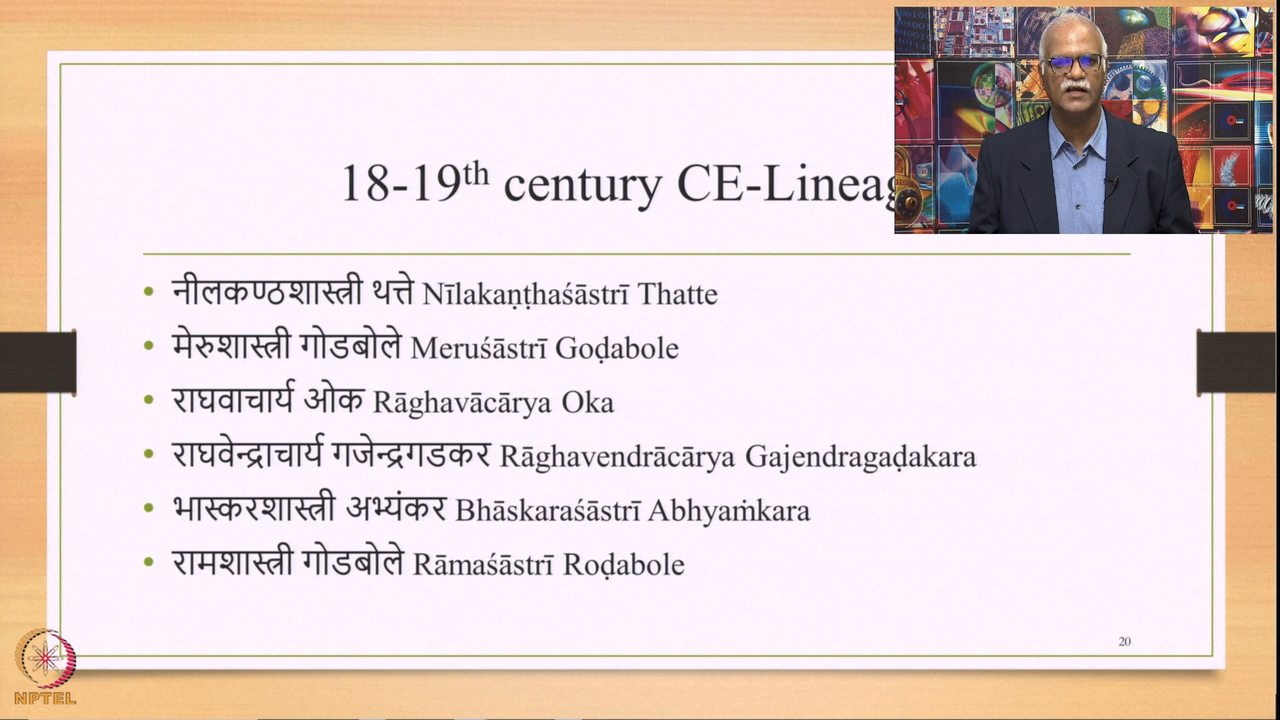 18-19th century CE-Lineag
नीलकण्ठशास्त्री थत्ते Nīlakaṇṭhaśāstrī Thatte
मेरुशास्त्री गोडबोले Meruśāstrī Goḍabole
राघवाचार्य ओक Rāghavācārya Oka
राघवेन्द्राचार्य गजेन्द्रगडकर Rāghavendrācārya Gajendragaḍakara
भास्करशास्त्री अभ्यंकर Bhāskaraśāstrī Abhyaṁkara
रामशास्त्री गोडबोले Rāmaśāstrī Roḍabole
20
NPTEL